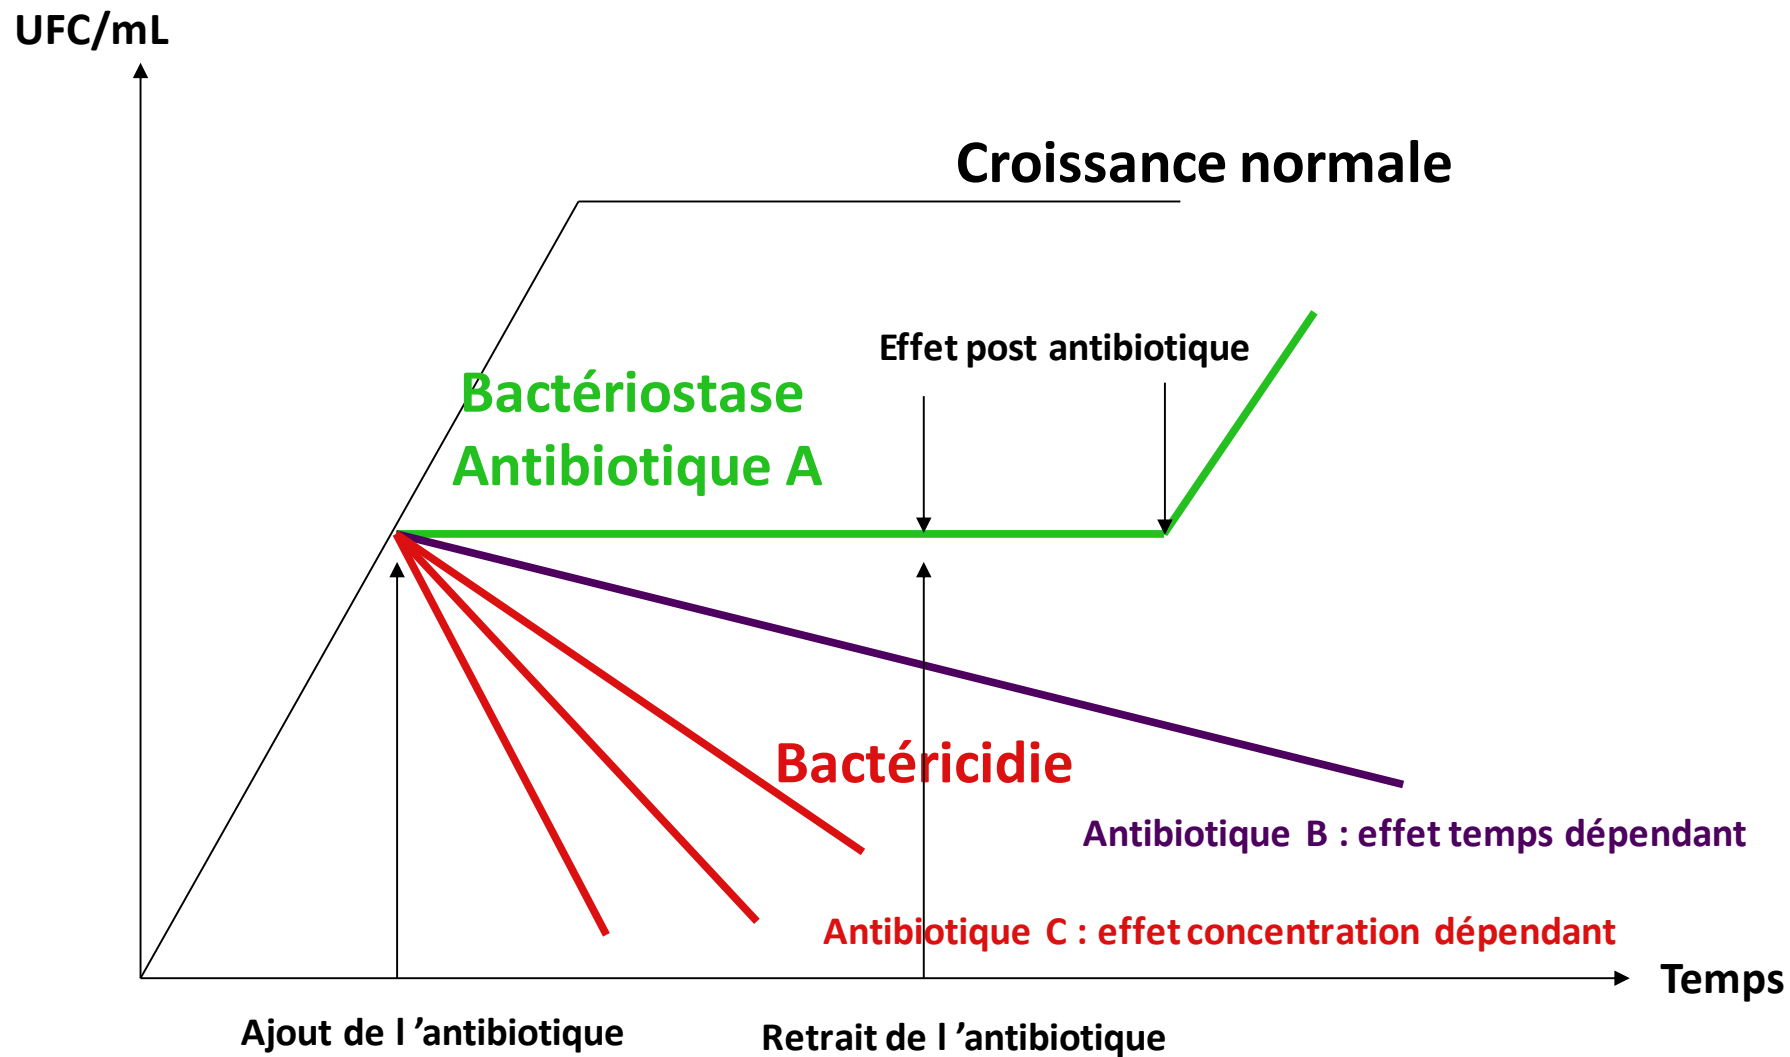 UFC/mL
Croissance normale
Effet post antibiotique
Bactériostase
Antibiotique A
Bactéricidie
Antibiotique B : effet temps dépendant
Antibiotique C : effet concentration dépendant
Temps
Ajout de l ’antibiotique
Retrait de l ’antibiotique